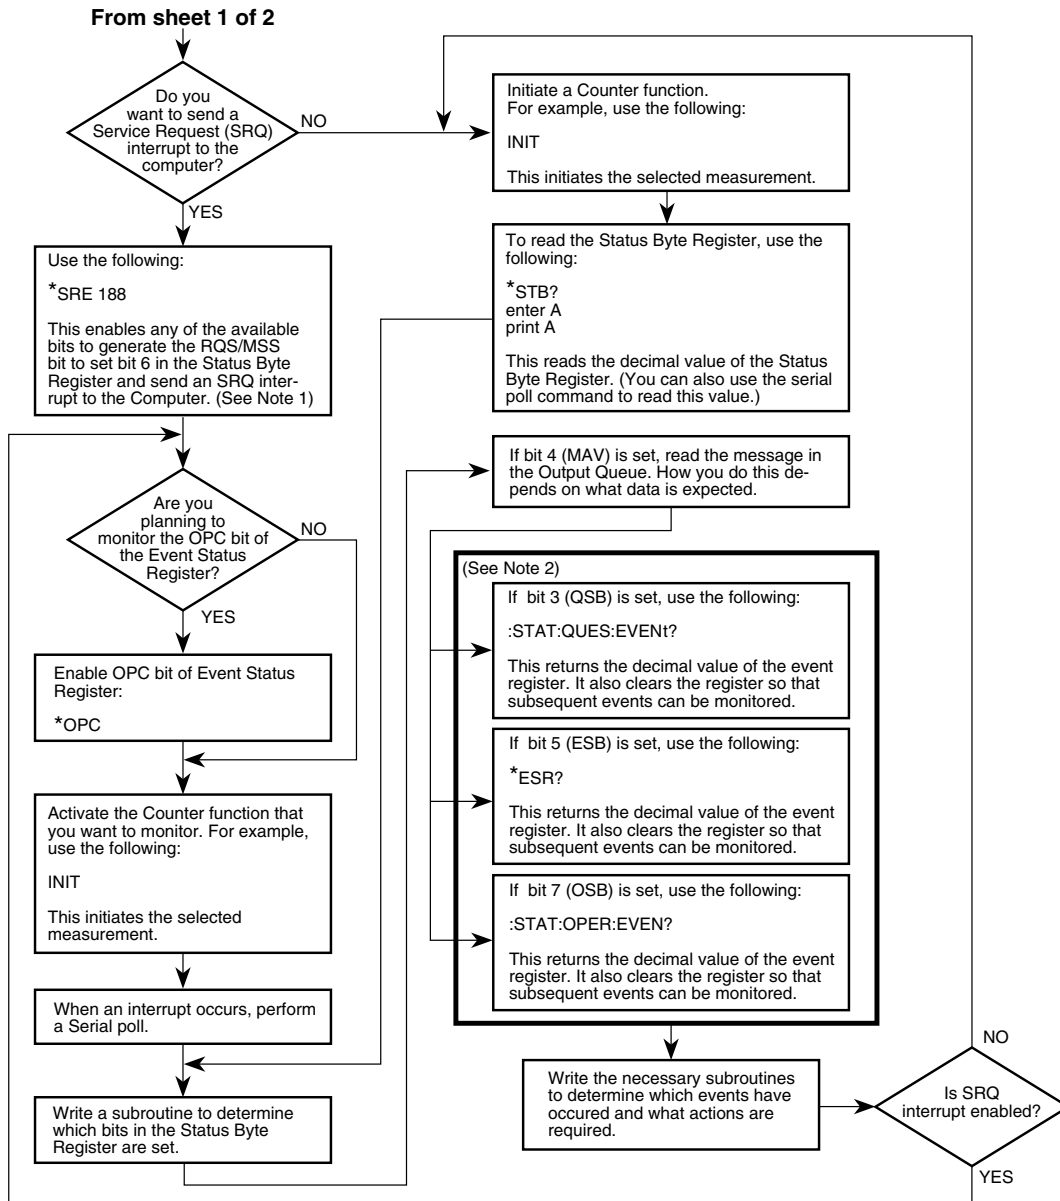 From sheet 1 of 2
Do you
want to send a
Service Request (SRQ)
interrupt to the
computer?
NO
YES
Use the following:
*SRE 188
This enables any of the available
bits to generate the RQS/MSS
bit to set bit 6 in the Status Byte
Register and send an SRQ inter-
rupt to the Computer. (See Note 1)
Are you
planning to
monitor the OPC bit of
the Event Status
Register?
NO
YES
Enable OPC bit of Event Status
Register:
*OPC
Activate the Counter function that
you want to monitor. For example,
use the following:
INIT
This initiates the selected
measurement.
When an interrupt occurs, perform
a Serial poll.
Write a subroutine to determine
which bits in the Status Byte
Register are set.
Initiate a Counter function.
For example, use the following:
INIT
This initiates the selected measurement.
To read the Status Byte Register, use the
following:
*STB?
enter A
print A
This reads the decimal value of the Status
Byte Register. (You can also use the serial
poll command to read this value.)
If bit 4 (MAV) is set, read the message in
the Output Queue. How you do this de-
pends on what data is expected.
(See Note 2)
If bit 3 (QSB) is set, use the following:
:STAT:QUES:EVENt?
This returns the decimal value of the event
register. It also clears the register so that
subsequent events can be monitored.
If bit 5 (ESB) is set, use the following:
*ESR?
This returns the decimal value of the event
register. It also clears the register so that
subsequent events can be monitored.
If bit 7 (OSB) is set, use the following:
:STAT:OPER:EVEN?
This returns the decimal value of the event
register. It also clears the register so that
subsequent events can be monitored.
Write the necessary subroutines
to determine which events have
occured and what actions are
required.
NO
Is SRQ
interrupt enabled?
YES